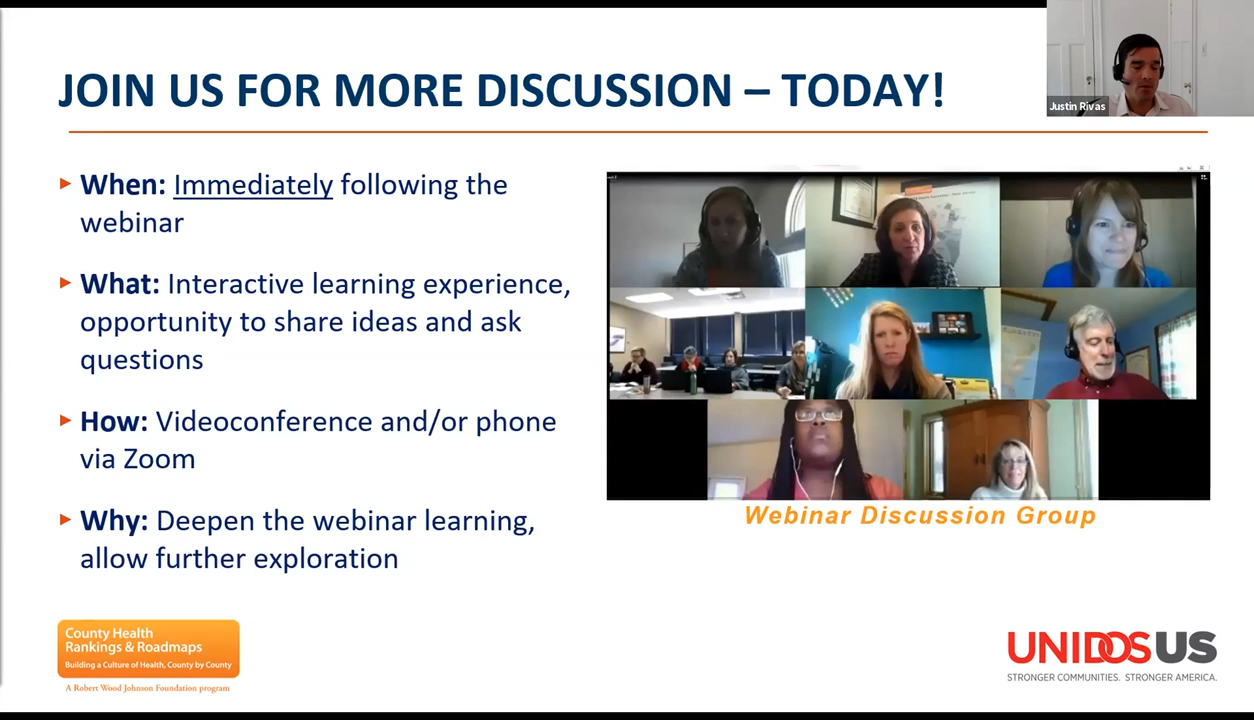 JOIN US FOR MORE DISCUSSION – TODAY!
Justin Rivas
When: Immediately following the
webinar
What: Interactive learning experience,
opportunity to share ideas and ask
questions
How: Videoconference and/or phone
via Zoom
Why: Deepen the webinar learning,
allow further exploration
Webinar Discussion Group
County Health
Rankings & Roadmaps
Building a Culture of Health, County by County
A Robert Wood Johnson Foundation program
UNIDOSUS
STRONGER COMMUNITIES. STRONGER AMERICA.